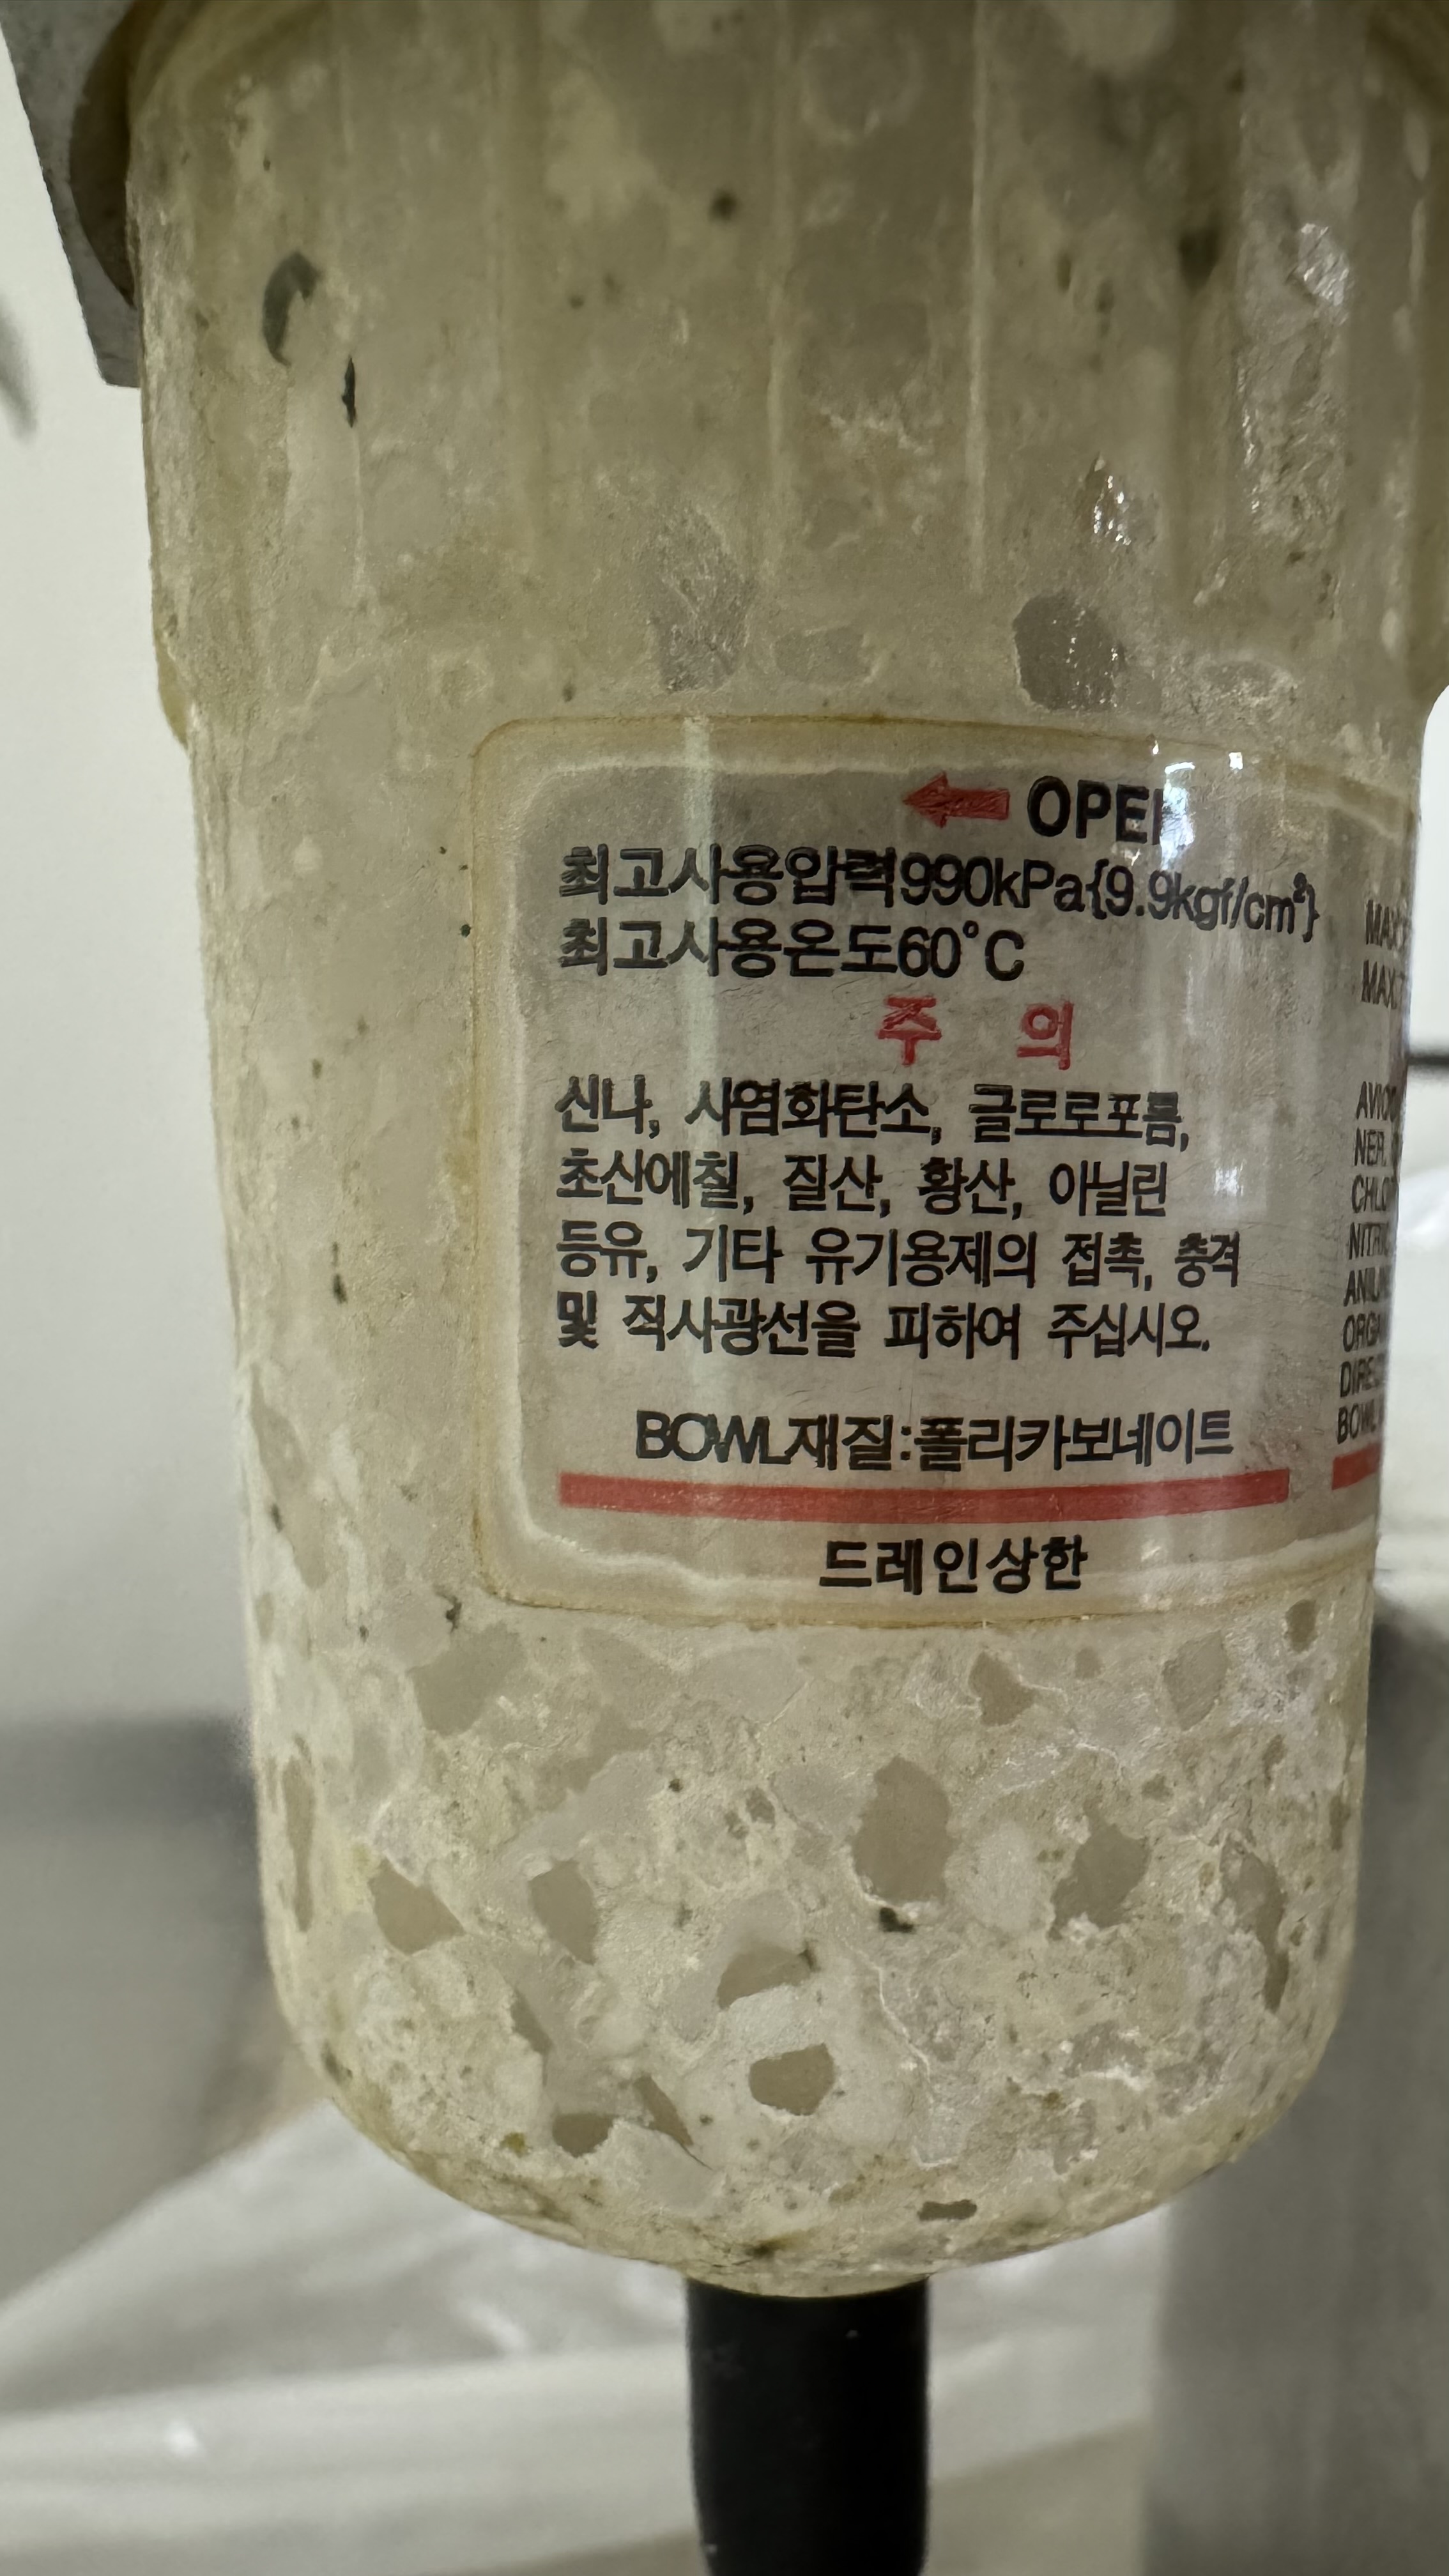 ← OPEN
최고사용압력990kPa{9.9kgf/cm²}
최고사용온도60°C
주 의
신나, 사염화탄소, 글로로포름,
초산에칠, 질산, 황산, 아닐린
등유, 기타 유기용제의 접촉, 충격
및 직사광선을 피하여 주십시오.
BOWL재질:폴리카보네이트
드레인상한